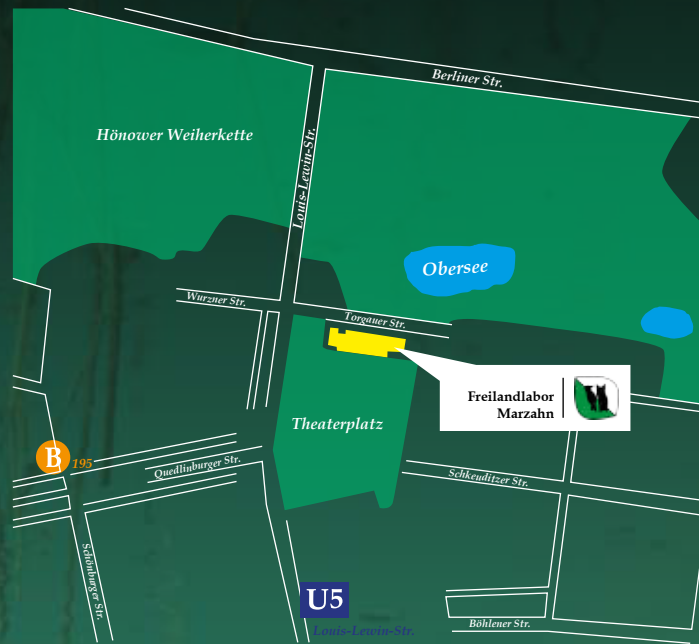 Berliner Str.
Hönower Weiherkette
Louis-Lewin-Str.
Obersee
Wurzner Str.
Torgauer Str.
Freilandlabor
Marzahn
Theaterplatz
B 195
Quedlinburger Str.
Schkeuditzer Str.
Schönburger Str.
U5
Louis-Lewin-Str.
Böhlener Str.